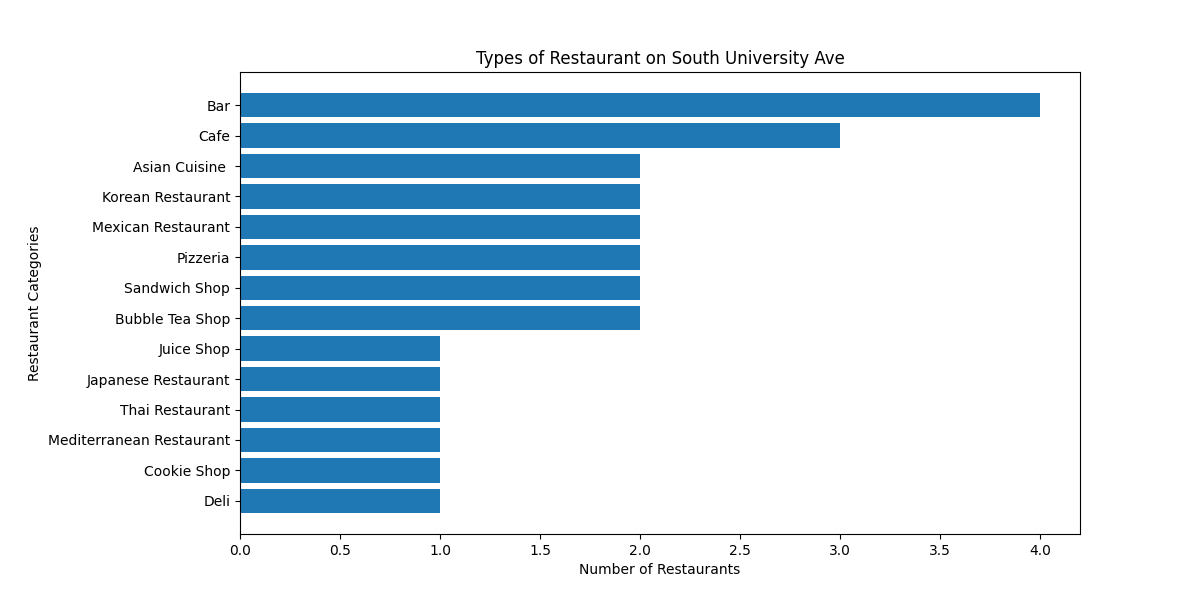 Types of Restaurant on South University Ave
Restaurant Categories
Bar
Cafe
Asian Cuisine
Korean Restaurant
Mexican Restaurant
Pizzeria
Sandwich Shop
Bubble Tea Shop
Juice Shop
Japanese Restaurant
Thai Restaurant
Mediterranean Restaurant
Cookie Shop
Deli
0.0 0.5 1.0 1.5 2.0 2.5 3.0 3.5 4.0
Number of Restaurants